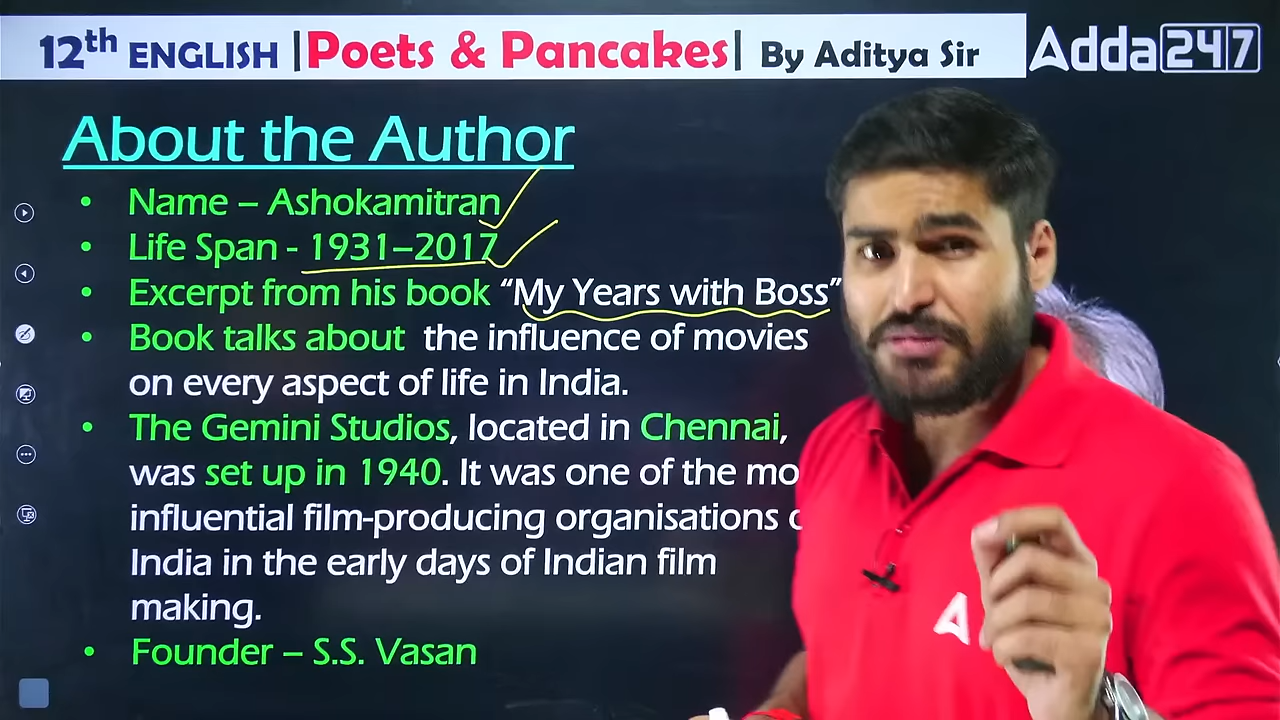 12th ENGLISH |Poets & Pancakes| By Aditya Sir
Adda247
About the Author
• Name – Ashokamitran
• Life Span - 1931–2017
• Excerpt from his book “My Years with Boss”
• Book talks about the influence of movies
on every aspect of life in India.
• The Gemini Studios, located in Chennai,
was set up in 1940. It was one of the
influential film-producing organisations
India in the early days of Indian film
making.
• Founder – S.S. Vasan
A